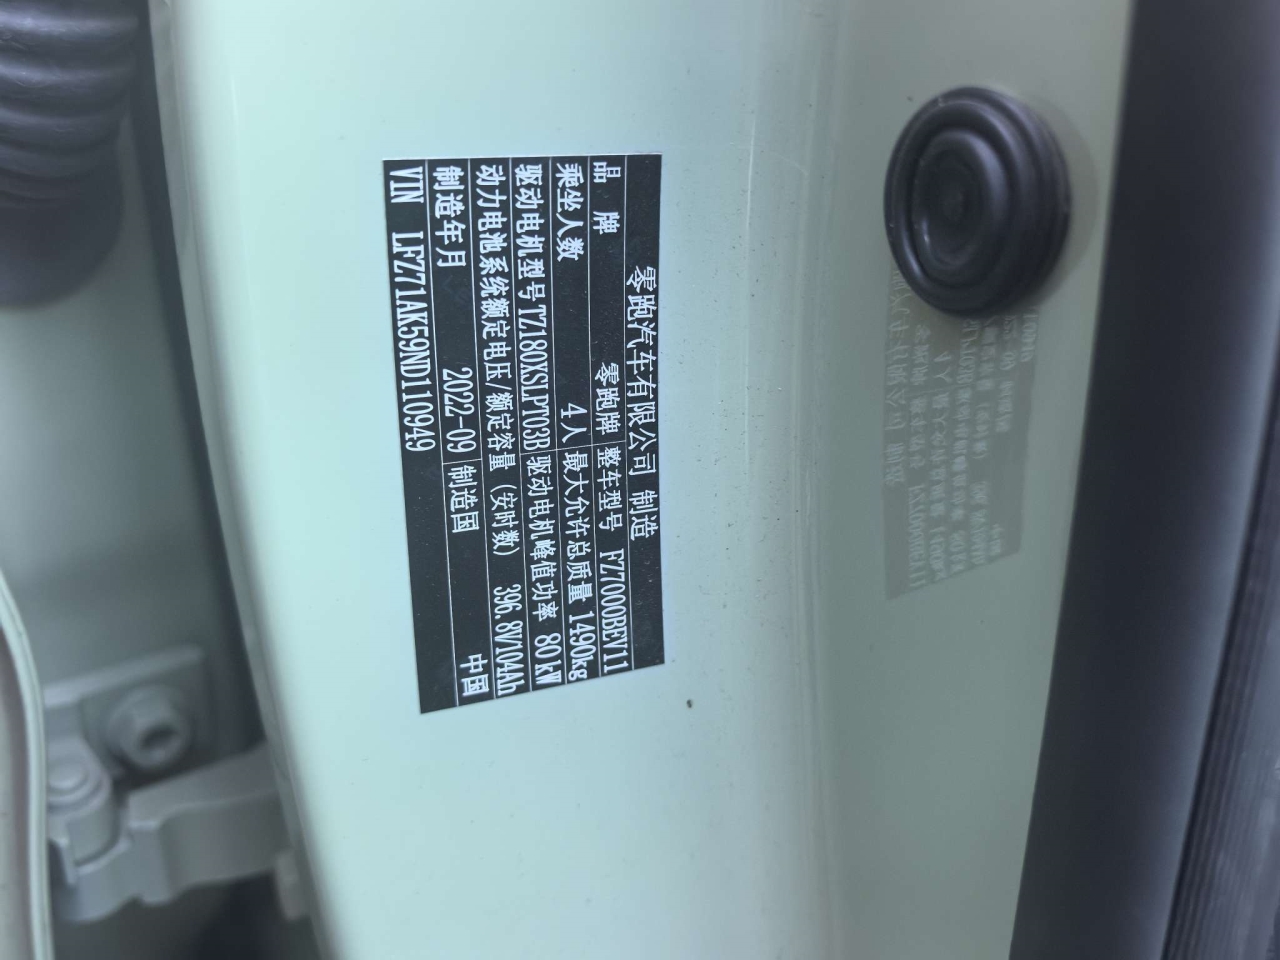 零跑汽车有限公司 制造
品 牌 零跑牌 整车型号 FZ7000BEV11
乘坐人数 4人 最大允许总质量 1490kg
驱动电机型号 TZ180XSLPT03B 驱动电机峰值功率 80kW
动力电池系统额定电压/额定容量(安时数) 396.8V/104Ah
制造年月 2022-09 制造国 中国
VIN LFZ71AK59ND110949